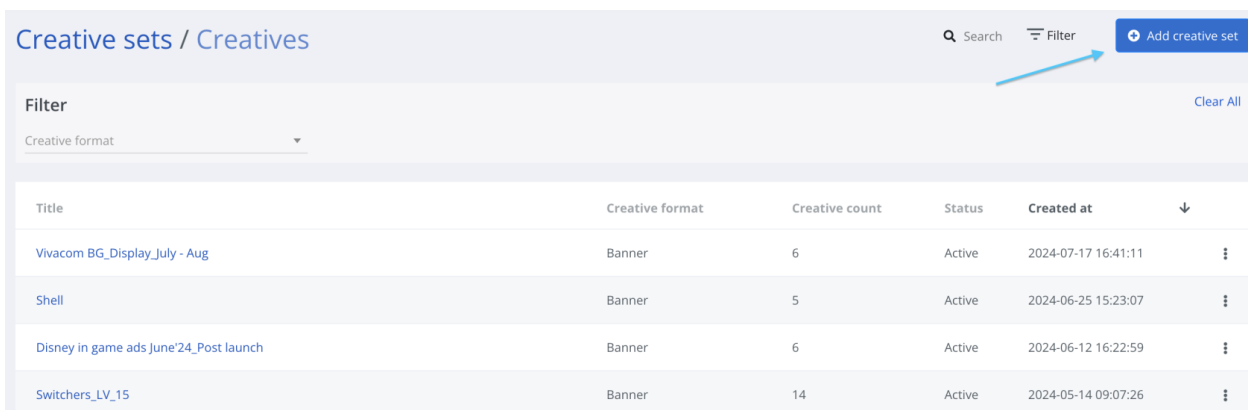 Creative sets / Creatives
Search
Filter
Add creative set
Filter
Clear All
Creative format
Title Creative format Creative count Status Created at
Vivacom BG_Display_July - Aug Banner 6 Active 2024-07-17 16:41:11
Shell Banner 5 Active 2024-06-25 15:23:07
Disney in game ads June'24_Post launch Banner 6 Active 2024-06-12 16:22:59
Switchers_LV_15 Banner 14 Active 2024-05-14 09:07:26